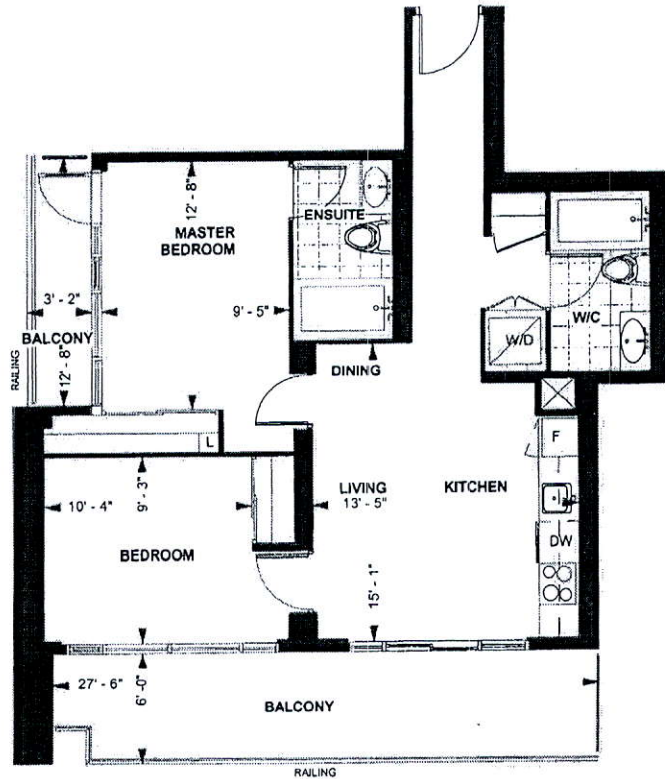 12' - 8"
MASTER
BEDROOM
ENSUITE
3' - 2"
9' - 5"
BALCONY
12' - 8"
RAILING
DINING
W/D
W/C
L
F
10' - 4"
9' - 3"
LIVING
13' - 5"
KITCHEN
BEDROOM
DW
15' - 1"
27' - 6"
6' - 0"
BALCONY
RAILING